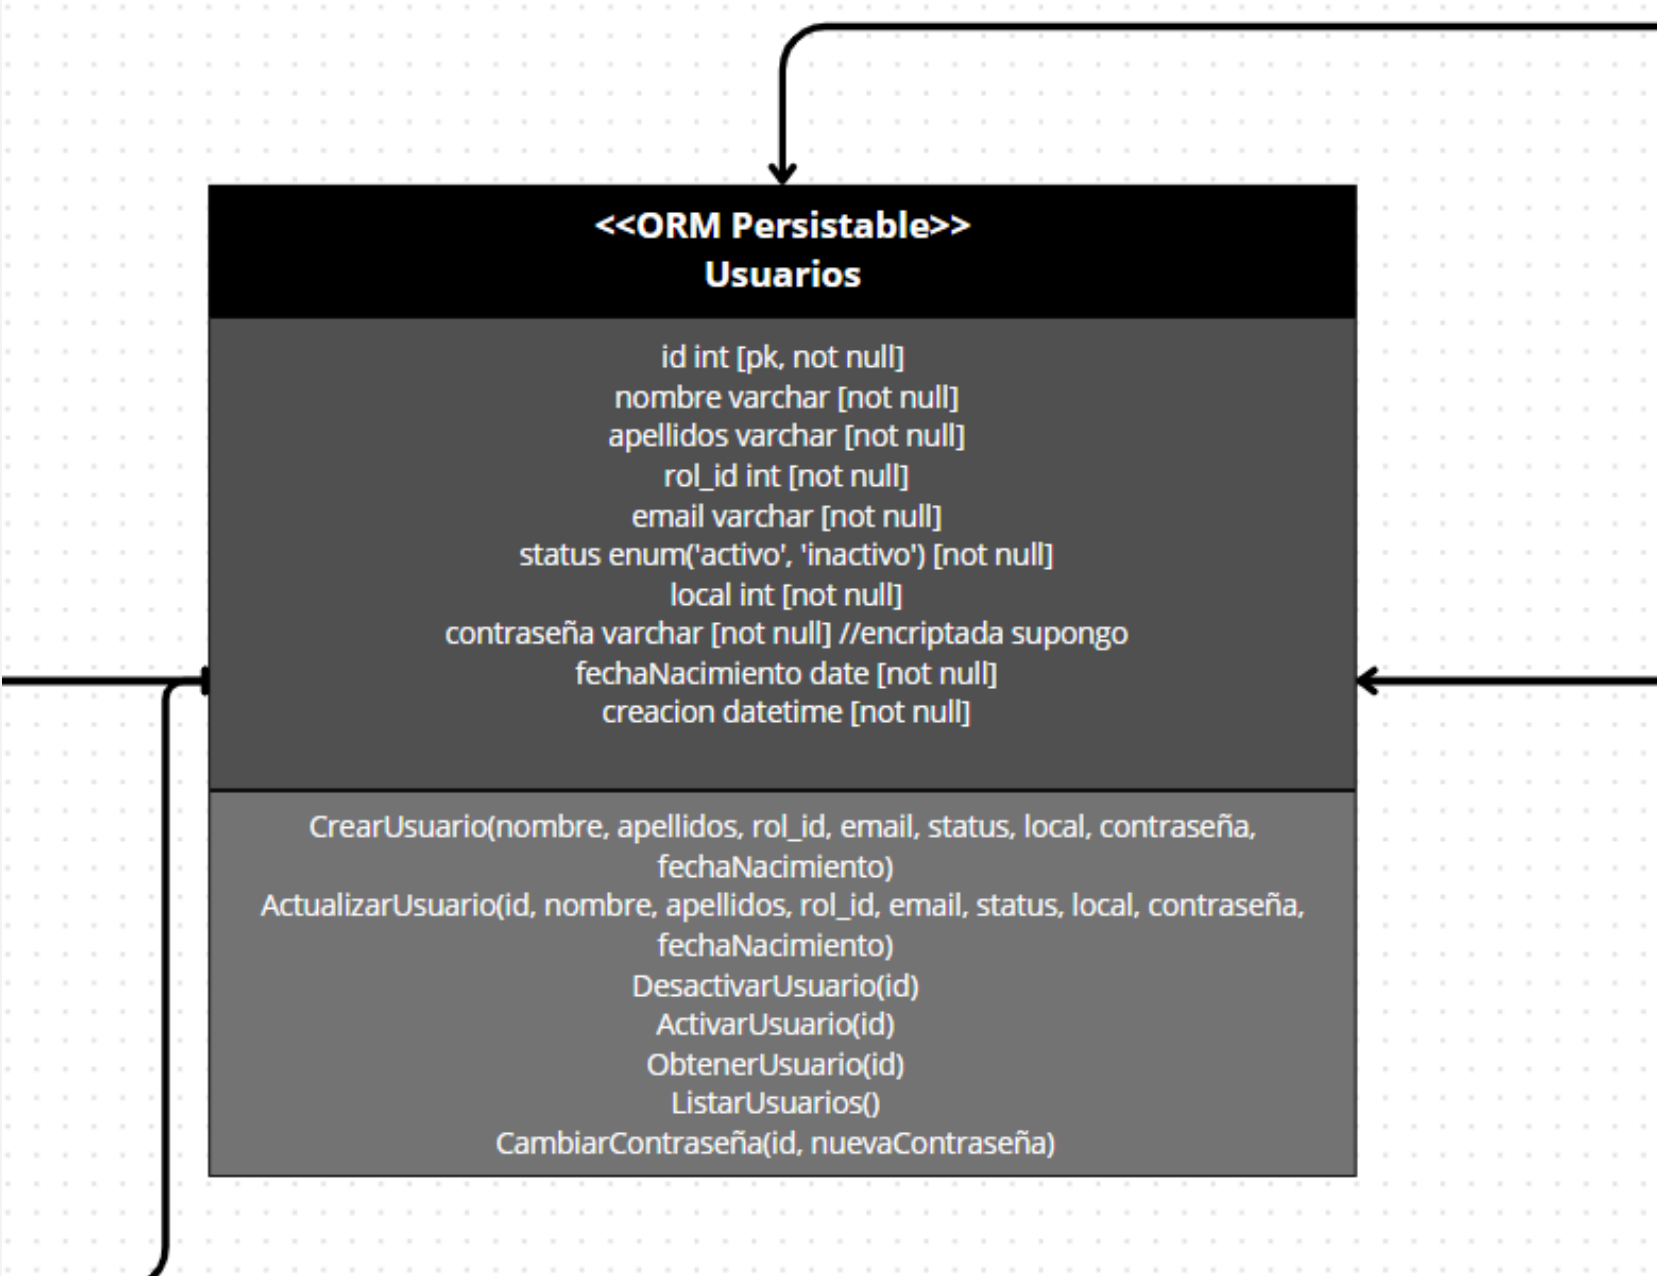 <<ORM Persistable>>
Usuarios
id int [pk, not null]
nombre varchar [not null]
apellidos varchar [not null]
rol_id int [not null]
email varchar [not null]
status enum('activo', 'inactivo') [not null]
local int [not null]
contraseña varchar [not null] //encriptada supongo
fechaNacimiento date [not null]
creacion datetime [not null]
CrearUsuario(nombre, apellidos, rol_id, email, status, local, contraseña,
fechaNacimiento)
ActualizarUsuario(id, nombre, apellidos, rol_id, email, status, local, contraseña,
fechaNacimiento)
DesactivarUsuario(id)
ActivarUsuario(id)
ObtenerUsuario(id)
ListarUsuarios()
CambiarContraseña(id, nuevaContraseña)